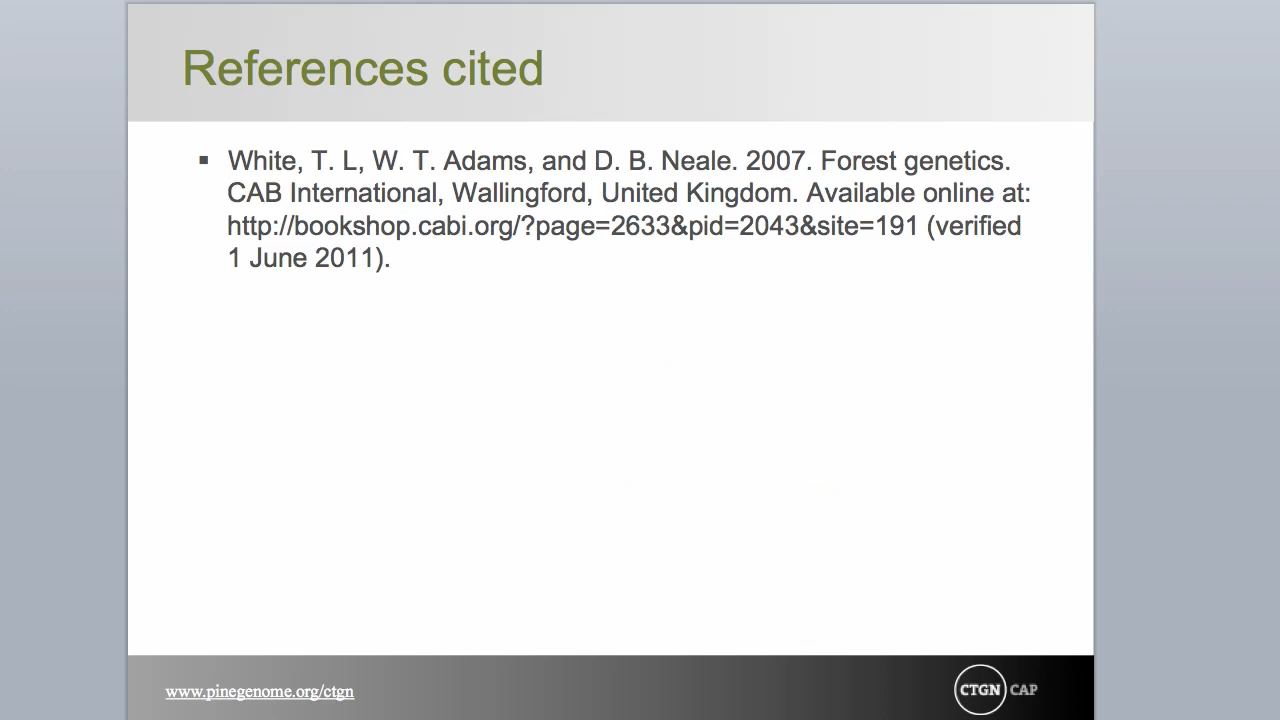 References cited
▪ White, T. L, W. T. Adams, and D. B. Neale. 2007. Forest genetics.
CAB International, Wallingford, United Kingdom. Available online at:
http://bookshop.cabi.org/?page=2633&pid=2043&site=191 (verified
1 June 2011).
www.pinegenome.org/ctgn
CTGN CAP